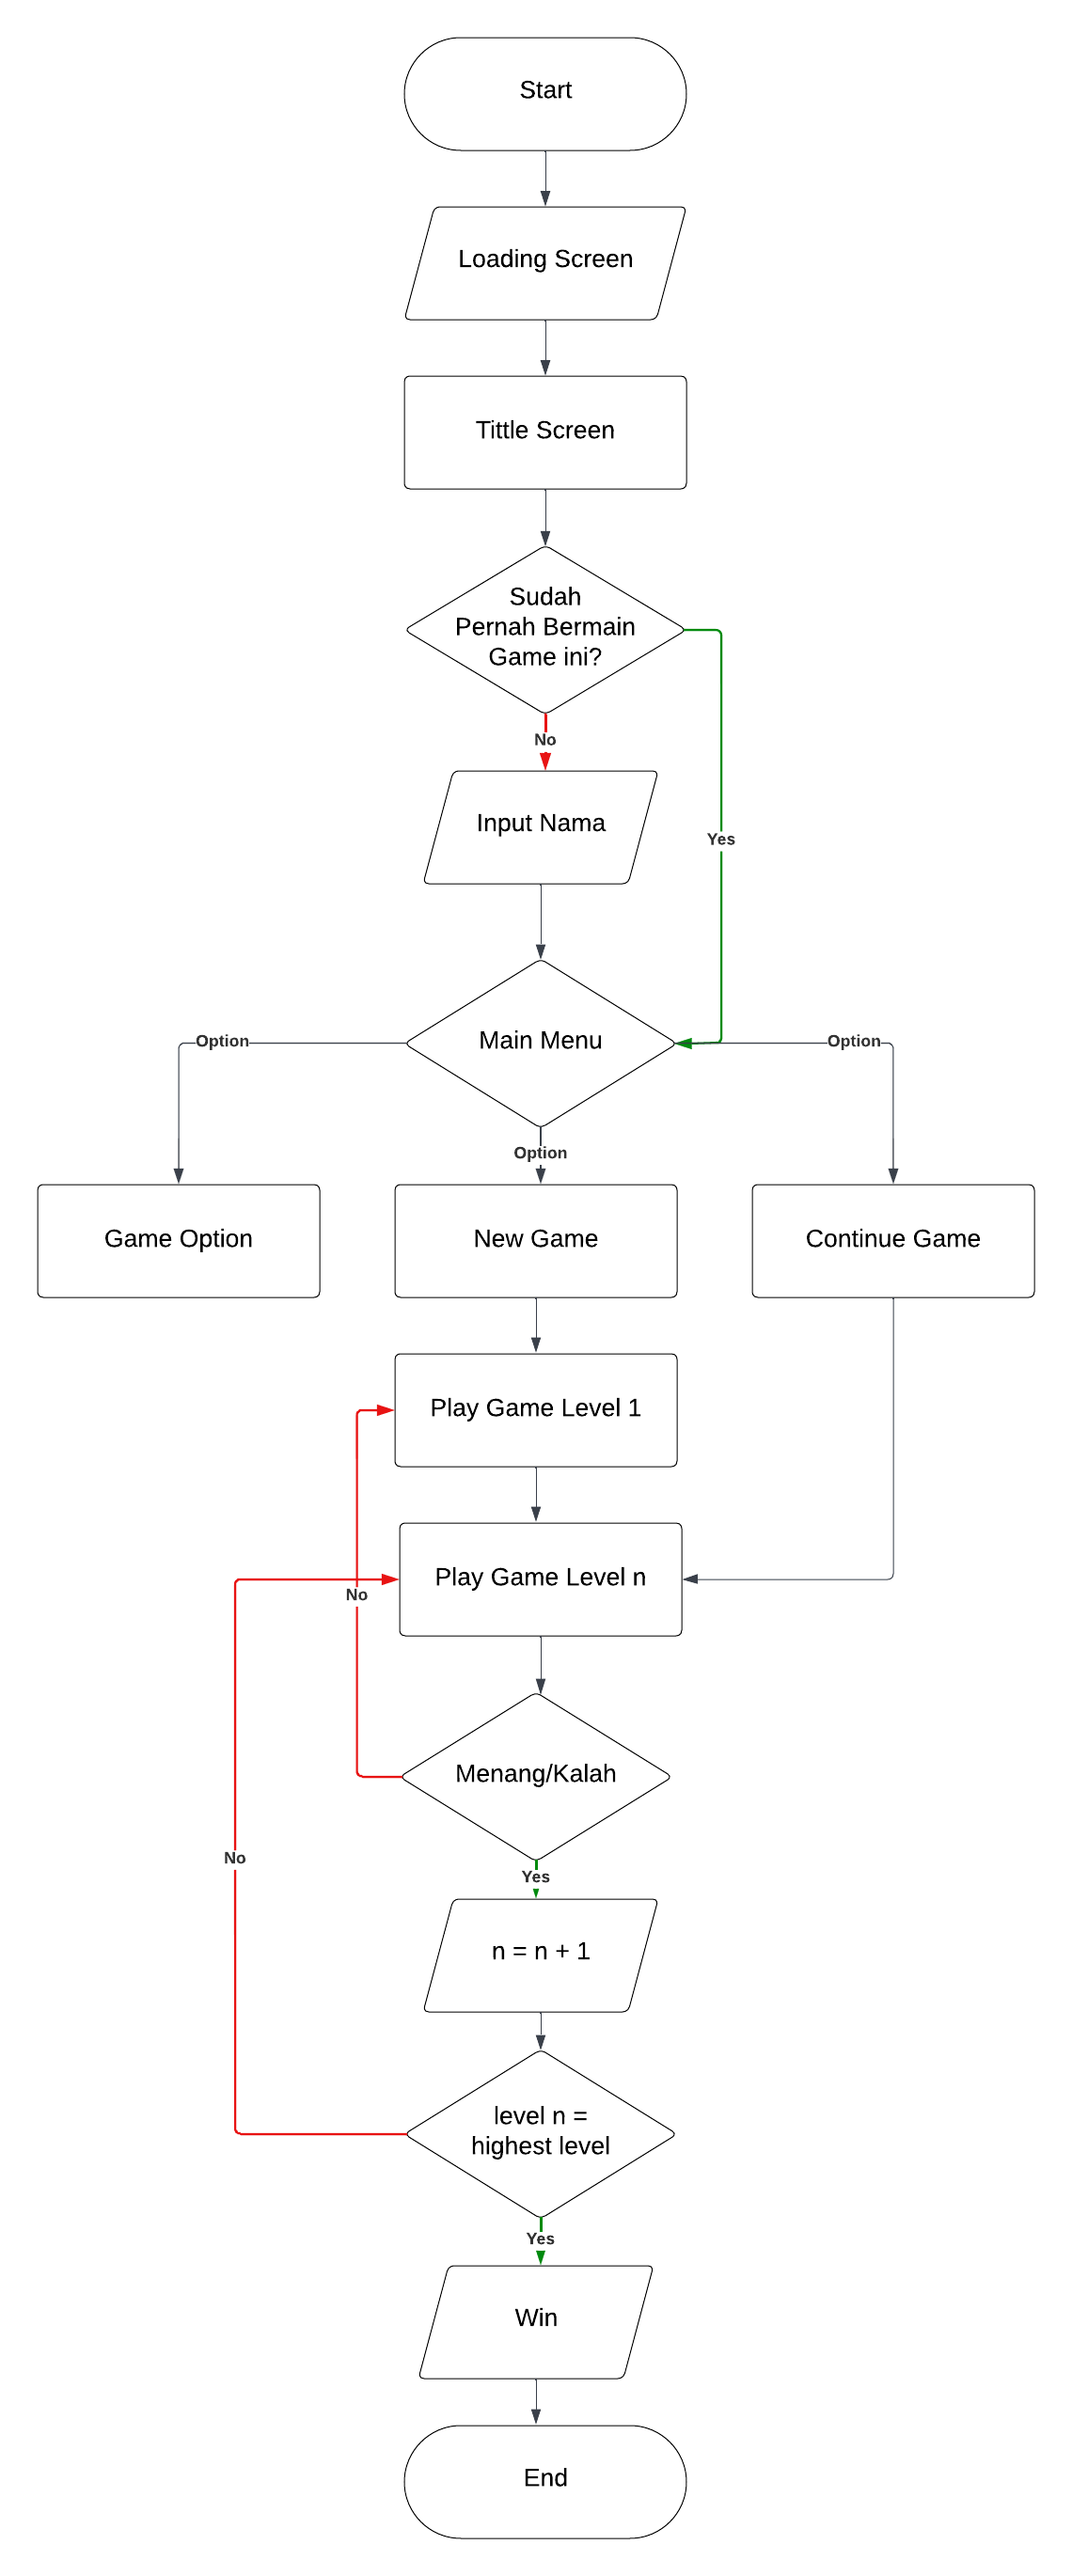 Start
Loading Screen
Tittle Screen
Sudah
Pernah Bermain
Game ini?
No
Input Nama
Yes
Main Menu
Option
Option
Option
Game Option
New Game
Continue Game
Play Game Level 1
Play Game Level n
No
Menang/Kalah
No
Yes
n = n + 1
level n =
highest level
Yes
Win
End